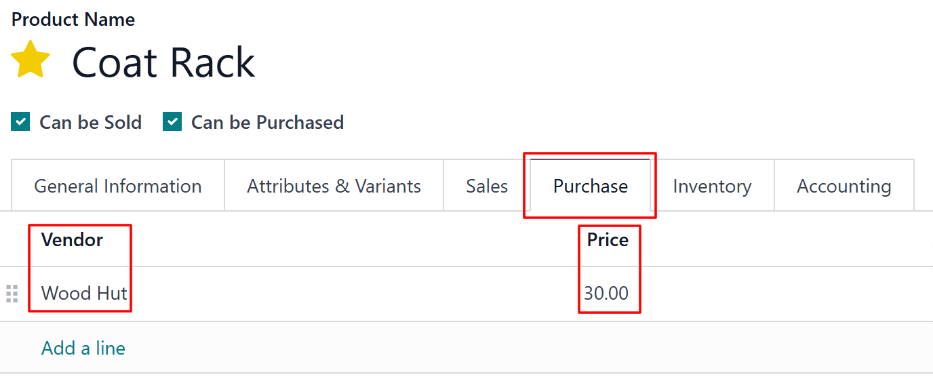 Product Name
Coat Rack
Can be Sold Can be Purchased
General Information Attributes & Variants Sales Purchase Inventory Accounting
Vendor Price
Wood Hut 30.00
Add a line